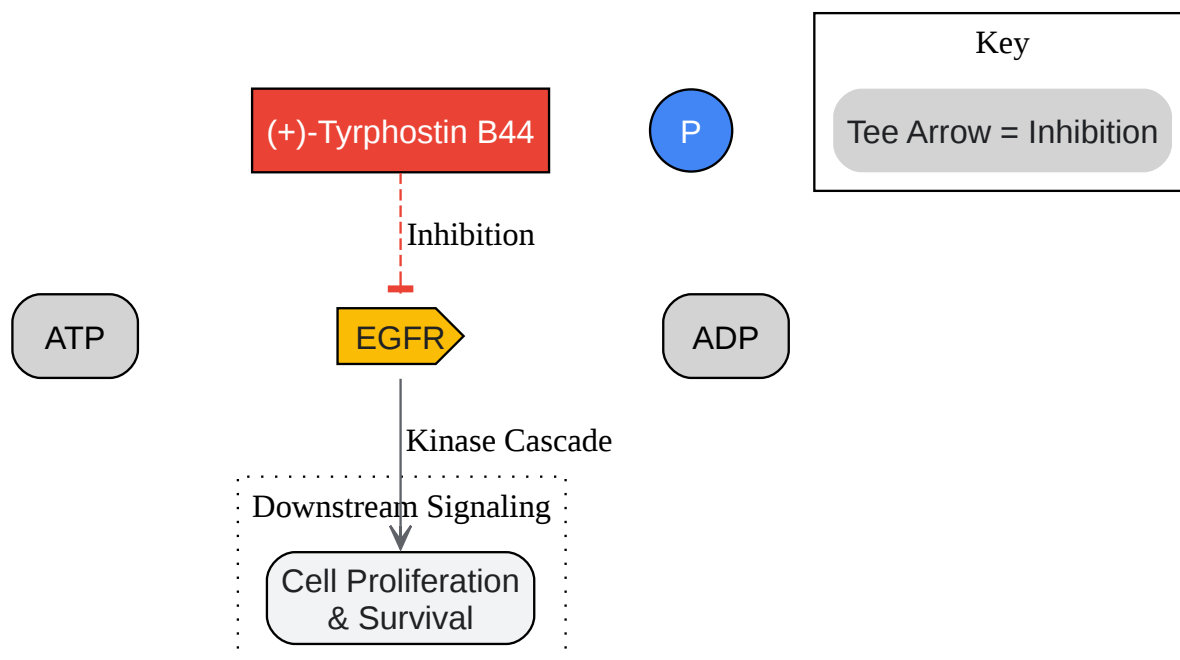 Key
(+)-Tyrphostin B44
P
Tee Arrow = Inhibition
Inhibition
ATP
EGFR
ADP
Kinase Cascade
Downstream Signaling
Cell Proliferation
& Survival